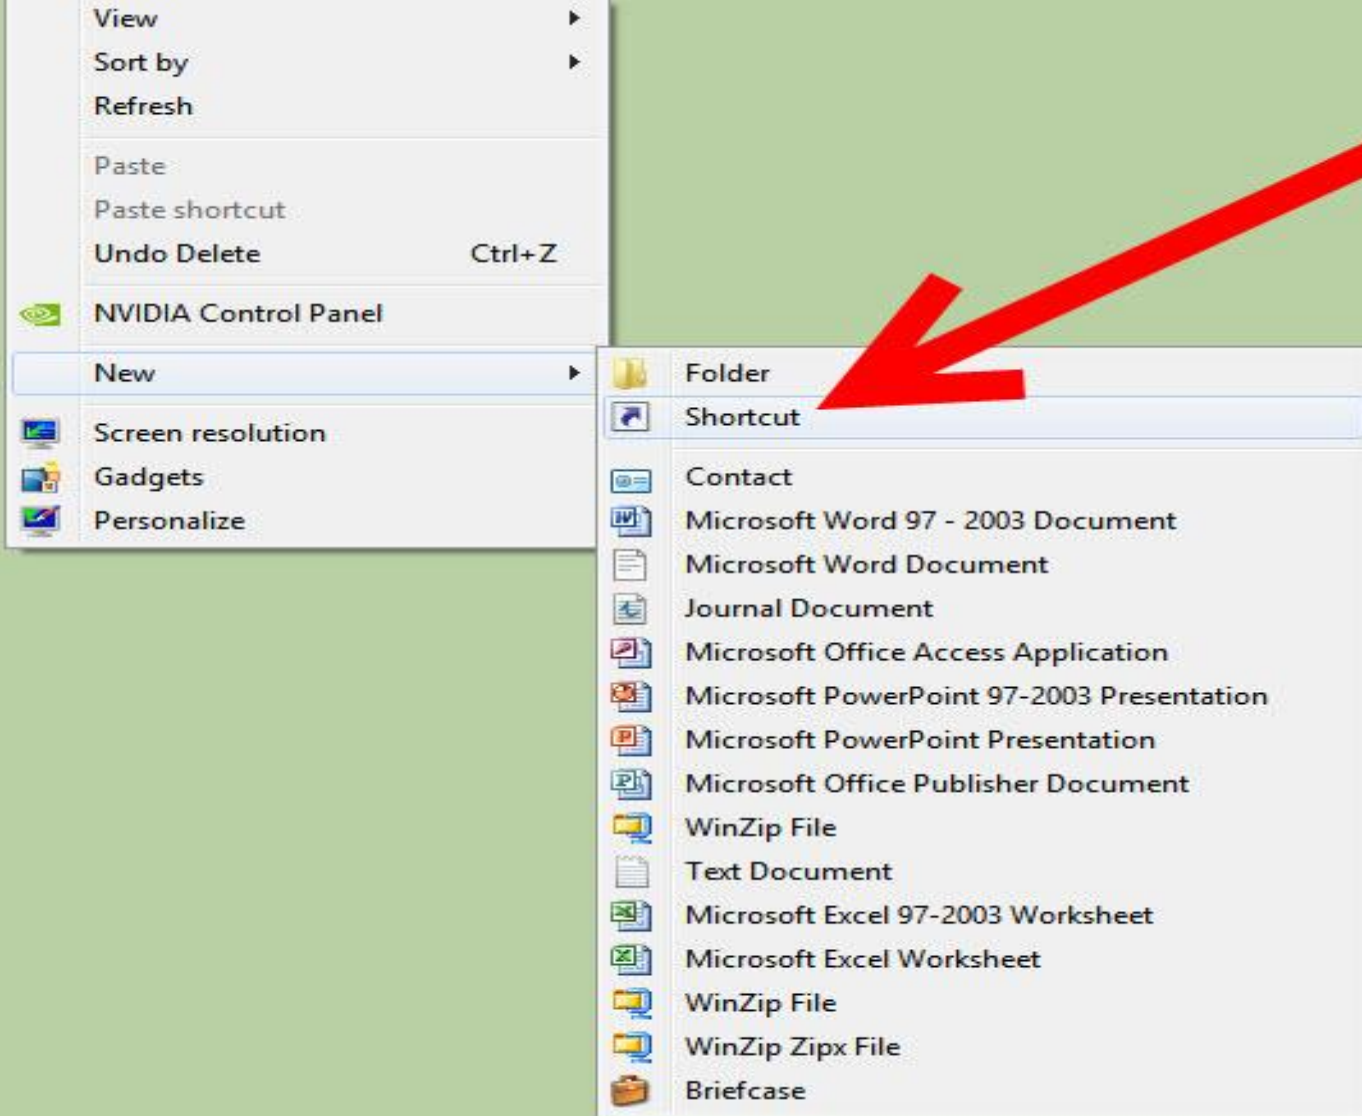 View
Sort by
Refresh
Paste
Paste shortcut
Undo Delete Ctrl+Z
NVIDIA Control Panel
New
Screen resolution
Gadgets
Personalize
Folder
Shortcut
Contact
Microsoft Word 97 - 2003 Document
Microsoft Word Document
Journal Document
Microsoft Office Access Application
Microsoft PowerPoint 97-2003 Presentation
Microsoft PowerPoint Presentation
Microsoft Office Publisher Document
WinZip File
Text Document
Microsoft Excel 97-2003 Worksheet
Microsoft Excel Worksheet
WinZip File
WinZip Zipx File
Briefcase